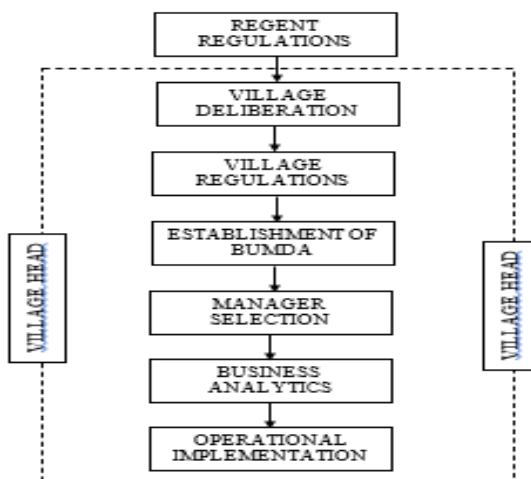 REGENT
REGULATIONS
VILLAGE
DELIBERATION
VILLAGE
REGULATIONS
ESTABLISHMENT OF
BUMDA
MANAGER
SELECTION
BUSINESS
ANALYTICS
OPERATIONAL
IMPLEMENTATION
VILLAGE HEAD
VILLAGE HEAD